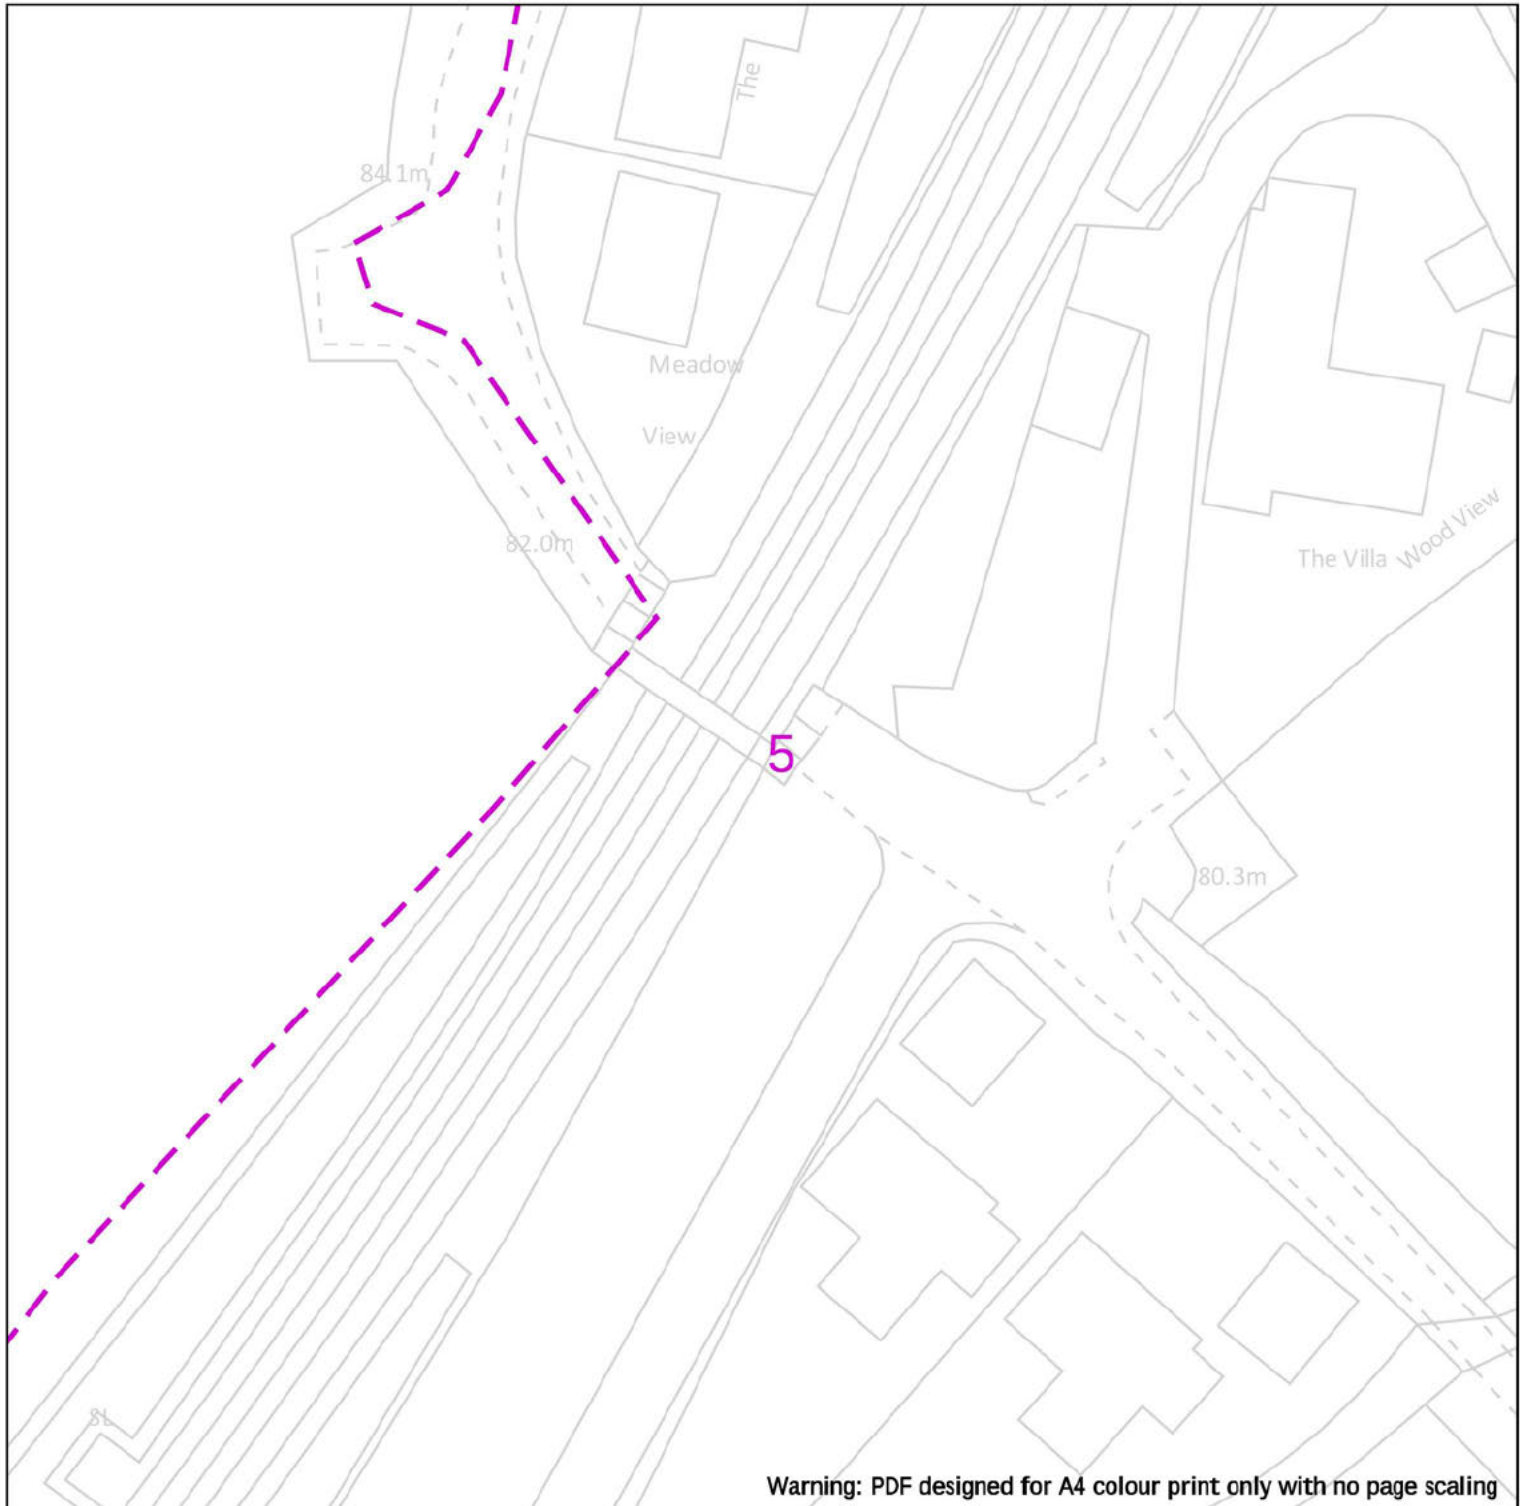 The
84.1m
Meadow
View
82.0m
Wood View
The Villa
5
80.3m
SL
Warning: PDF designed for A4 colour print only with no page scaling